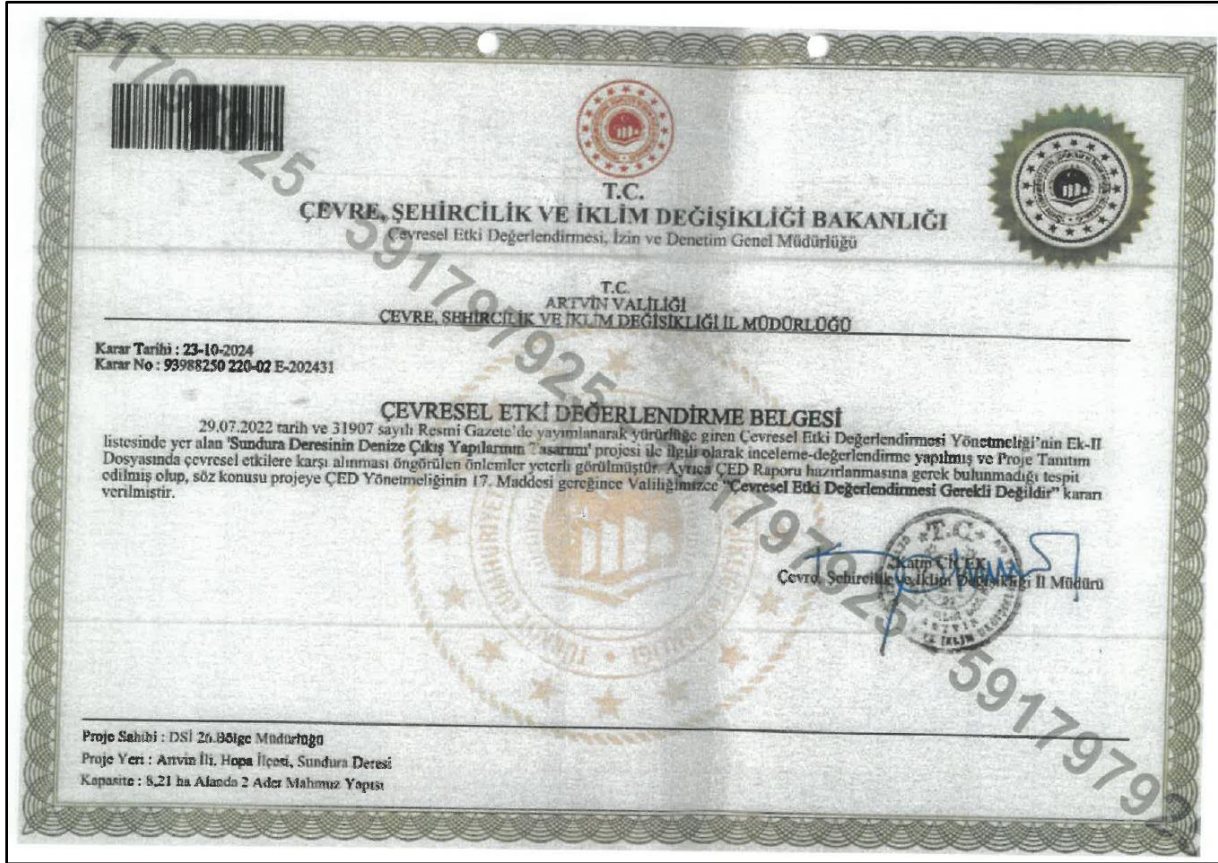 T.C.
ÇEVRE, ŞEHİRCİLİK VE İKLİM DEĞİŞİKLİĞİ BAKANLIĞI
Çevresel Etki Değerlendirmesi, İzin ve Denetim Genel Müdürlüğü
T.C.
ARTVİN VALİLİĞİ
ÇEVRE, ŞEHİRCİLİK VE İKLİM DEĞİŞİKLİĞİ İL MÜDÜRLÜĞÜ
Karar Tarihi : 23-10-2024
Karar No : 93988250 220-02 E-202431
ÇEVRESEL ETKİ DEĞERLENDİRME BELGESİ
29.07.2022 tarih ve 31907 sayılı Resmi Gazete'de yayımlanarak yürürlüğe giren Çevresel Etki Değerlendirmesi Yönetmeliği'nin Ek-II
listesinde yer alan 'Sundura Deresinin Denize Çıkış Yapılarının Tasarımı' projesi ile ilgili olarak inceleme-değerlendirme yapılmış ve Proje Tanıtım
Dosyasında çevresel etkilere karşı alınması öngörülen önlemler yeterli görülmüştür. Ayrıca ÇED Raporu hazırlanmasına gerek bulunmadığı tespit
edilmiş olup, söz konusu projeye ÇED Yönetmeliğinin 17. Maddesi gereğince Valiliğimizce "Çevresel Etki Değerlendirmesi Gerekli Değildir" kararı
verilmiştir.
T.C.
ÇİÇEK
Çevre, Şehircilik ve İklim Değişikliği İl Müdürü
Proje Sahibi : DSİ 26.Bölge Müdürlüğü
Proje Yeri : Artvin İli, Hopa İlçesi, Sundura Deresi
Kapasite : 8,21 ha Alanda 2 Adet Mahmuz Yapısı
59179792559179792559179792559179792559179792